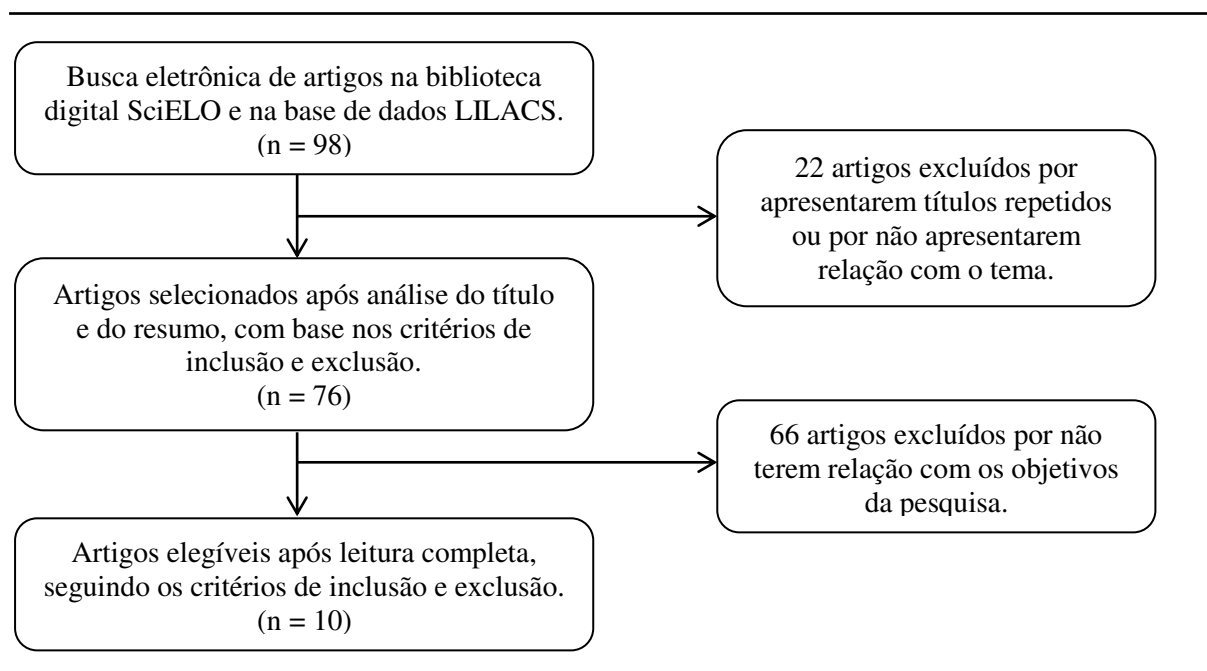 Busca eletrônica de artigos na biblioteca
digital SciELO e na base de dados LILACS.
(n = 98)
22 artigos excluídos por
apresentarem títulos repetidos
ou por não apresentarem
relação com o tema.
Artigos selecionados após análise do título
e do resumo, com base nos critérios de
inclusão e exclusão.
(n = 76)
66 artigos excluídos por não
terem relação com os objetivos
da pesquisa.
Artigos elegíveis após leitura completa,
seguindo os critérios de inclusão e exclusão.
(n = 10)